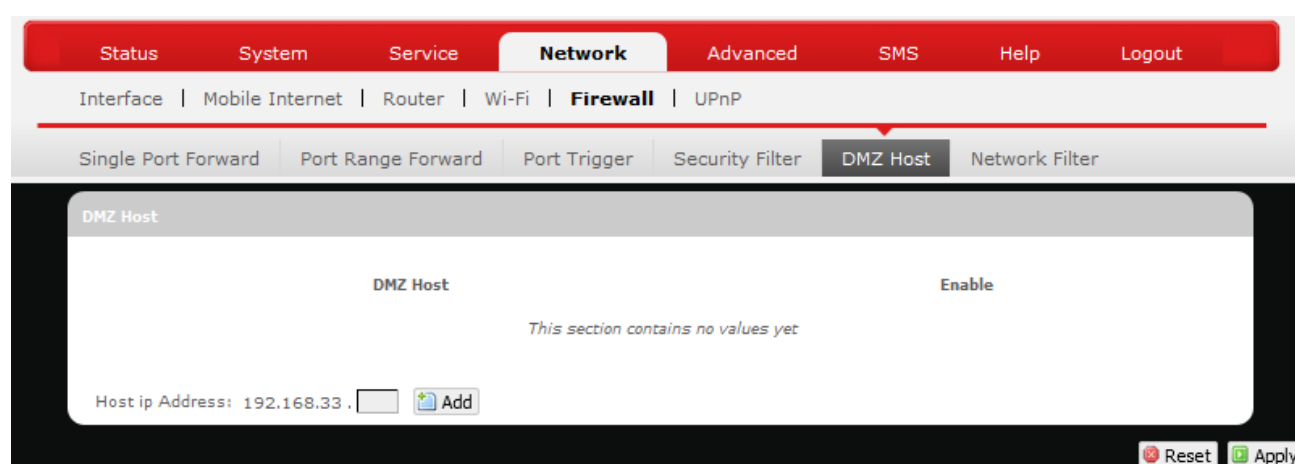 Status System Service Network Advanced SMS Help Logout
Interface | Mobile Internet | Router | Wi-Fi | Firewall | UPnP
Single Port Forward Port Range Forward Port Trigger Security Filter DMZ Host Network Filter
DMZ Host
DMZ Host Enable
This section contains no values yet
Host ip Address: 192.168.33 . Add
Reset Apply